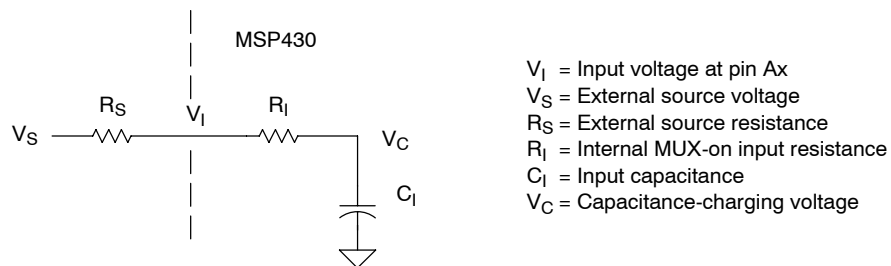 MSP430
R_S
V_I
R_I
V_S
V_C
C_I
V_I = Input voltage at pin Ax
V_S = External source voltage
R_S = External source resistance
R_I = Internal MUX-on input resistance
C_I = Input capacitance
V_C = Capacitance-charging voltage